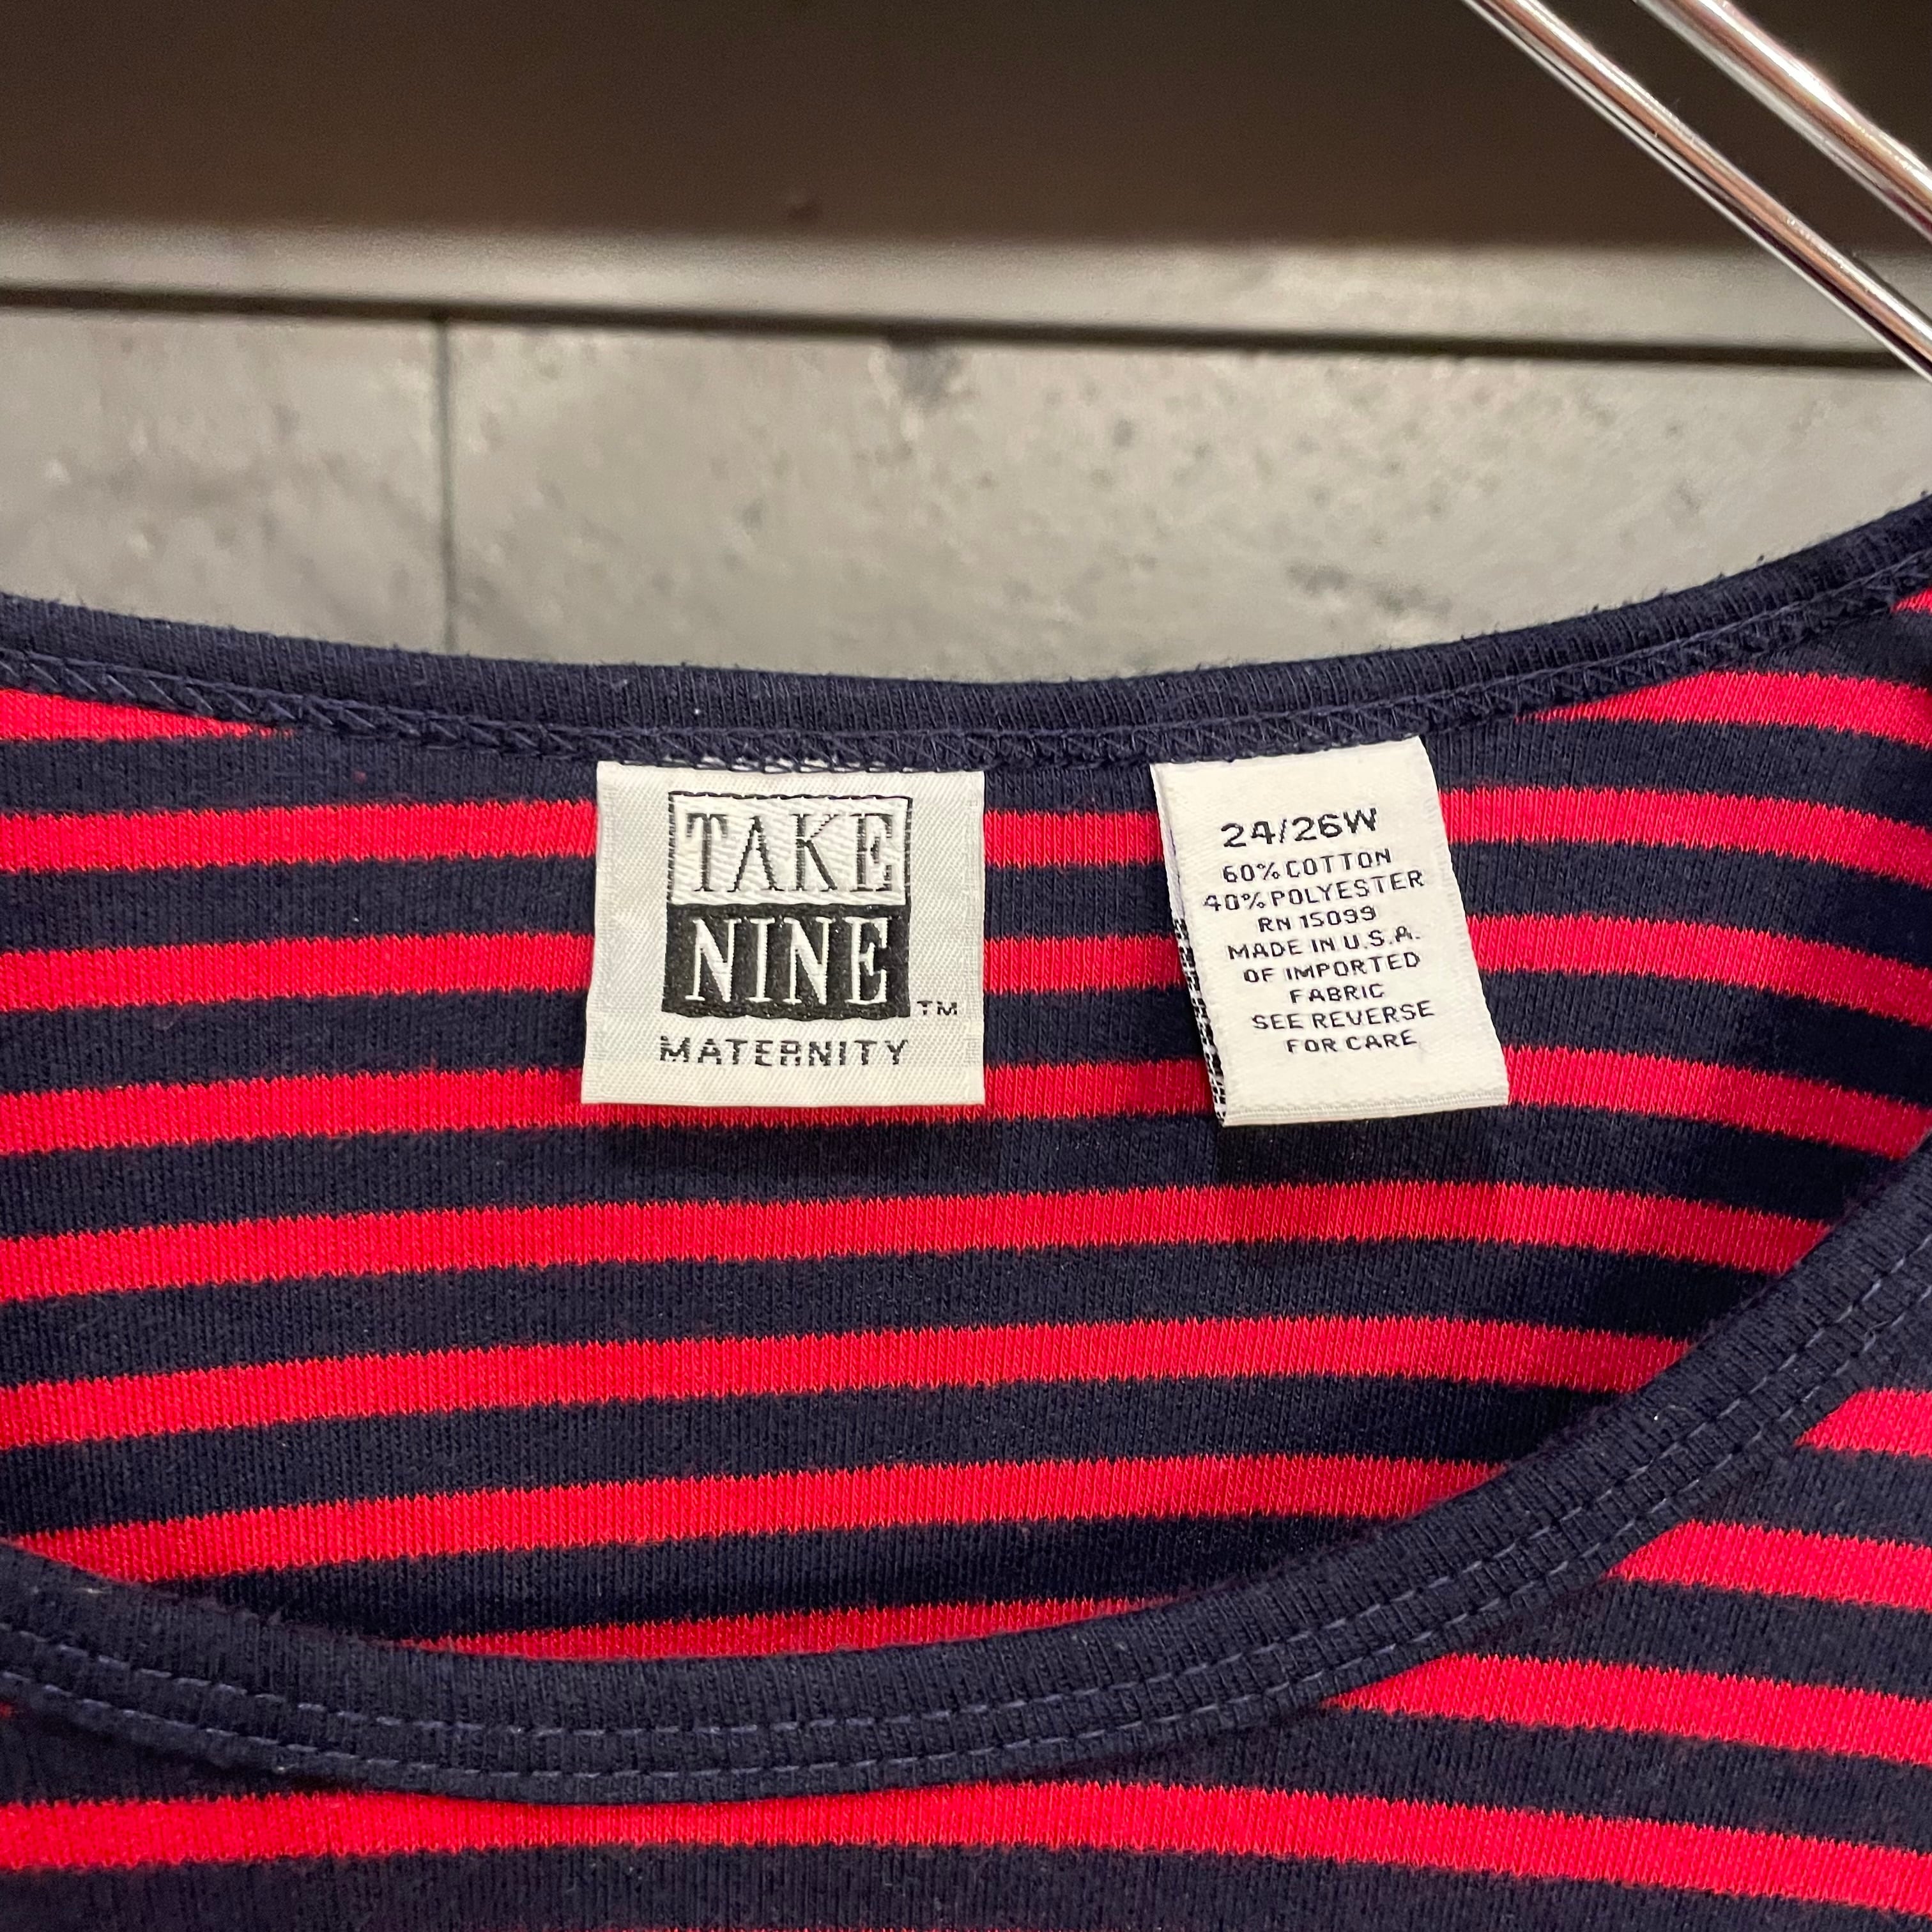 TAKE
NINE
TM
MATERNITY
24/26W
60% COTTON
40% POLYESTER
RN 15099
MADE IN U.S.A.
OF IMPORTED
FABRIC
SEE REVERSE
FOR CARE